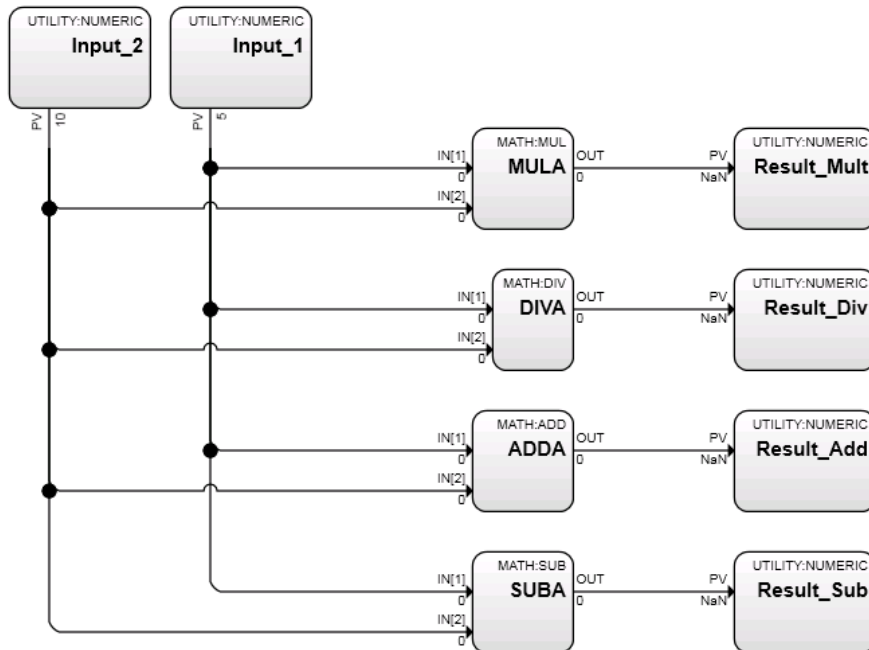 UTILITY:NUMERIC
Input_2
PV
10
UTILITY:NUMERIC
Input_1
PV
5
IN[1]
0
IN[2]
0
MATH:MUL
MULA
OUT
0
PV
NaN
UTILITY:NUMERIC
Result_Mult
IN[1]
0
IN[2]
0
MATH:DIV
DIVA
OUT
0
PV
NaN
UTILITY:NUMERIC
Result_Div
IN[1]
0
IN[2]
0
MATH:ADD
ADDA
OUT
0
PV
NaN
UTILITY:NUMERIC
Result_Add
IN[1]
0
IN[2]
0
MATH:SUB
SUBA
OUT
0
PV
NaN
UTILITY:NUMERIC
Result_Sub